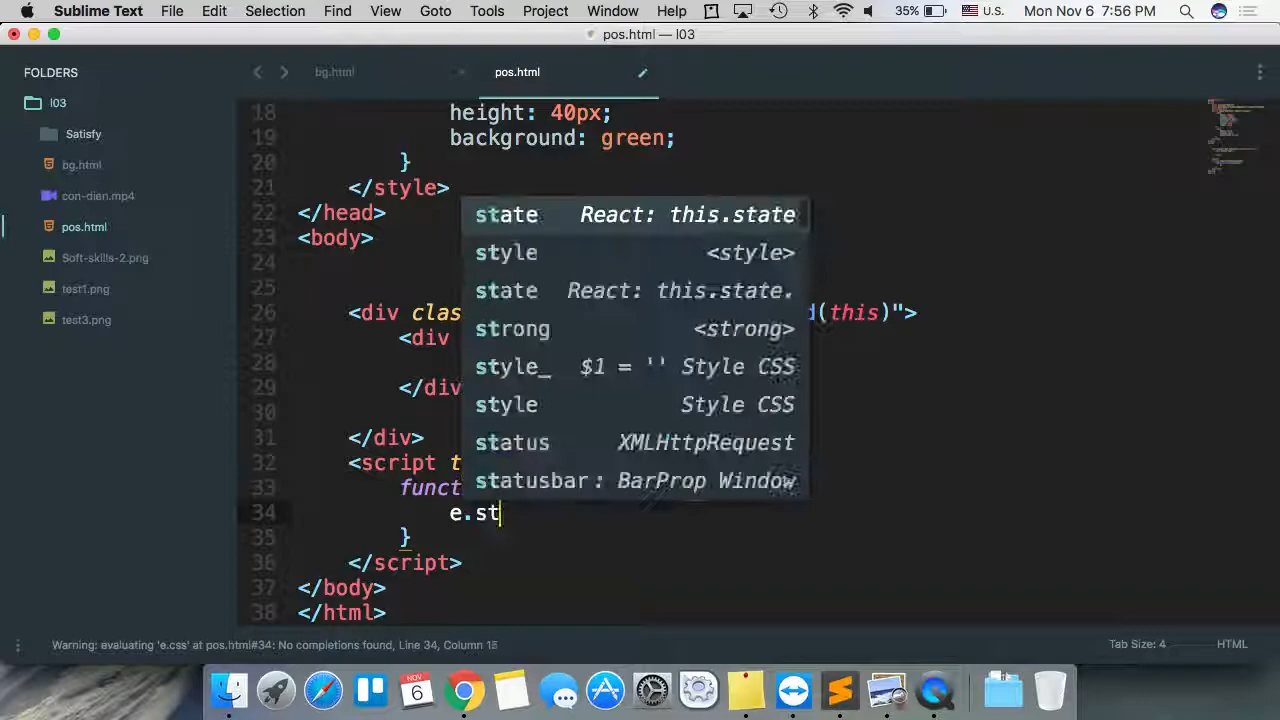 Sublime Text File Edit Selection Find View Goto Tools Project Window Help 35% U.S. Mon Nov 6 7:56 PM
pos.html — l03
FOLDERS
l03
Satisfy
bg.html
con-dien.mp4
pos.html
Soft-skills-2.png
test1.png
test3.png
bg.html pos.html
18 height: 40px;
19 background: green;
20 }
21 </style>
22 </head>
23 <body>
24
25
26 <div clas d(this)">
27 <div
28
29 </div
30
31 </div>
32 <script t
33 funct
34 e.st
35 }
36 </script>
37 </body>
38 </html>
state React: this.state
style <style>
state React: this.state.
strong <strong>
style_ $1 = '' Style CSS
style Style CSS
status XMLHttpRequest
statusbar: BarProp Window
Warning: evaluating 'e.css' at pos.html#34: No completions found, Line 34, Column 15
Tab Size: 4 HTML
NOV
6